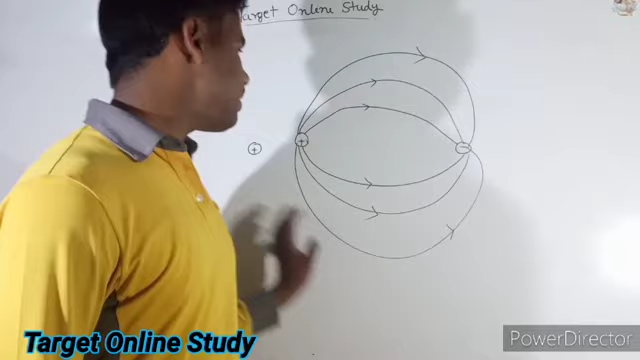 Target Online Study
+
+
−
Target Online Study
PowerDirector